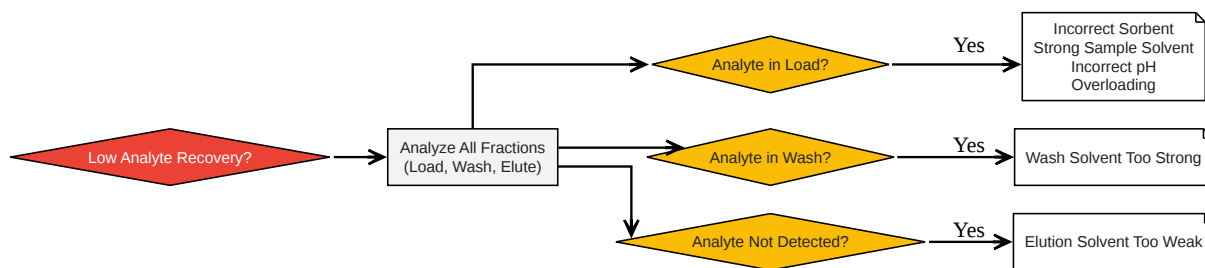 Low Analyte Recovery?
Analyze All Fractions
(Load, Wash, Elute)
Analyte in Load?
Yes
Incorrect Sorbent
Strong Sample Solvent
Incorrect pH
Overloading
Analyte in Wash?
Yes
Wash Solvent Too Strong
Analyte Not Detected?
Yes
Elution Solvent Too Weak